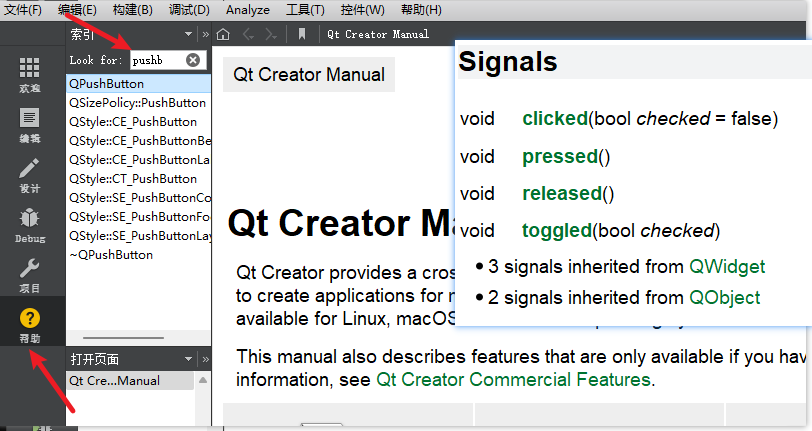 文件(F) 编辑(E) 构建(B) 调试(D) Analyze 工具(T) 控件(W) 帮助(H)
索引
Qt Creator Manual
Look for: pushb
QPushButton
QSizePolicy::PushButton
QStyle::CE_PushButton
QStyle::CE_PushButtonBe
QStyle::CE_PushButtonLa
QStyle::CT_PushButton
QStyle::SE_PushButtonCo
QStyle::SE_PushButtonFo
QStyle::SE_PushButtonLay
~QPushButton
欢迎
编辑
设计
Debug
项目
帮助
打开页面
Qt Cre...Manual
Qt Creator Manual
Qt Creator Ma
Qt Creator provides a cros
to create applications for m
available for Linux, macOS
This manual also describes features that are only available if you hav
information, see Qt Creator Commercial Features.
Signals
void clicked(bool checked = false)
void pressed()
void released()
void toggled(bool checked)
• 3 signals inherited from QWidget
• 2 signals inherited from QObject